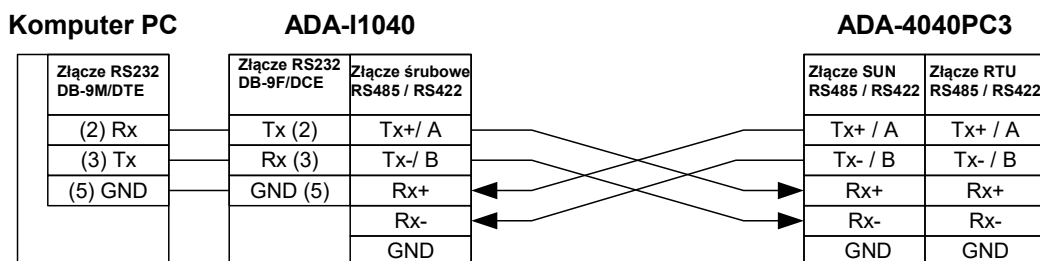 Komputer PC ADA-I1040 ADA-4040PC3
Złącze RS232 DB-9M/DTE
Złącze RS232 DB-9F/DCE
Złącze śrubowe RS485 / RS422
Złącze SUN RS485 / RS422
Złącze RTU RS485 / RS422
(2) Rx Tx (2) Tx+/ A Tx+ / A Tx+ / A
(3) Tx Rx (3) Tx-/ B Tx- / B Tx- / B
(5) GND GND (5) Rx+ Rx+ Rx+
Rx- Rx- Rx-
GND GND GND